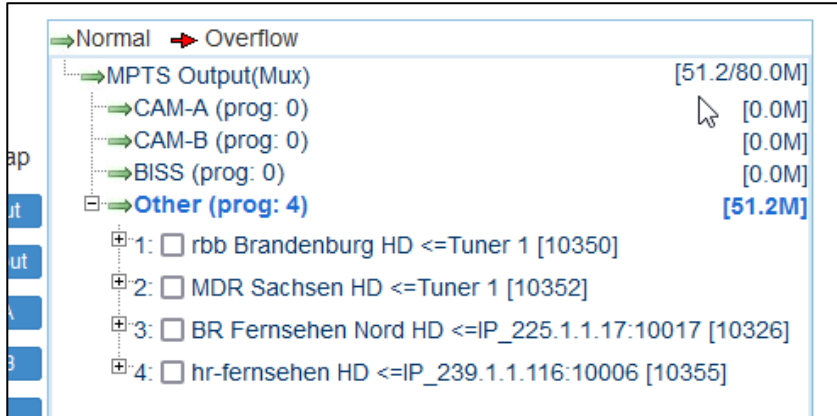 Normal Overflow
MPTS Output(Mux) [51.2/80.0M]
CAM-A (prog: 0) [0.0M]
CAM-B (prog: 0) [0.0M]
ap
BISS (prog: 0) [0.0M]
ut
Other (prog: 4) [51.2M]
1: rbb Brandenburg HD <=Tuner 1 [10350]
ut
2: MDR Sachsen HD <=Tuner 1 [10352]
3: BR Fernsehen Nord HD <=IP_225.1.1.17:10017 [10326]
4: hr-fernsehen HD <=IP_239.1.1.116:10006 [10355]